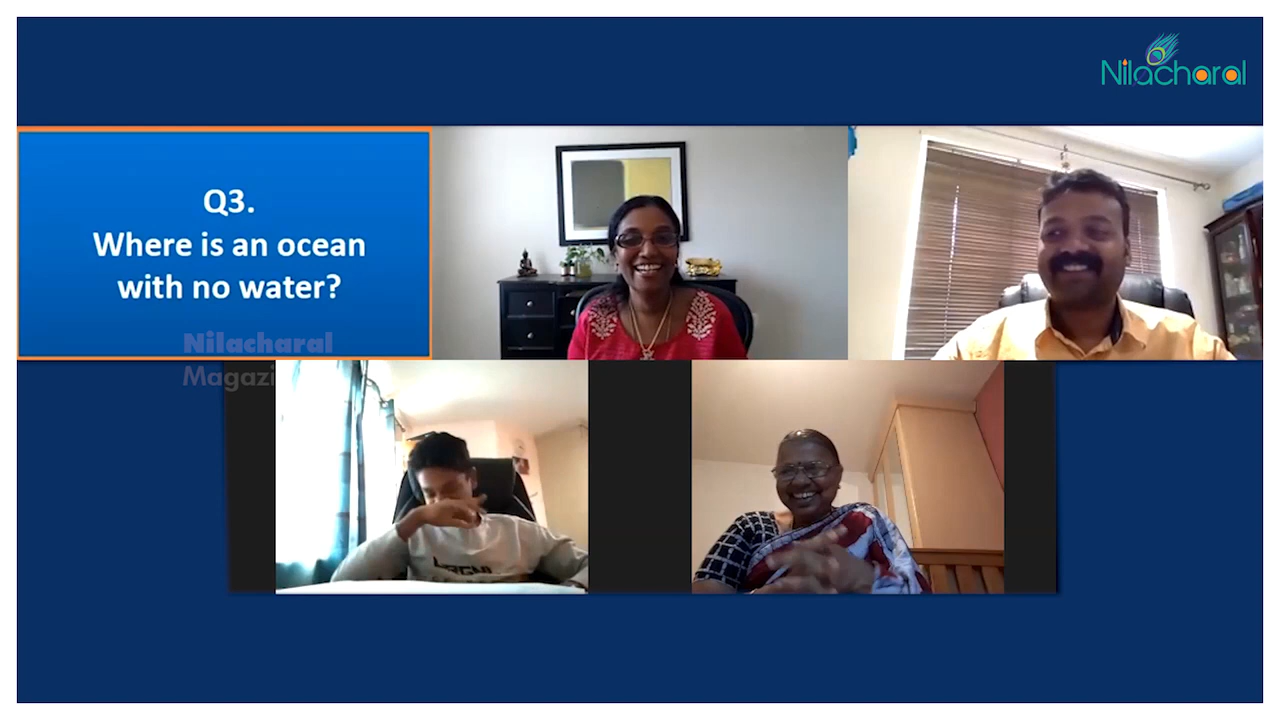 Nilacharal
Q3.
Where is an ocean
with no water?
Nilacharal